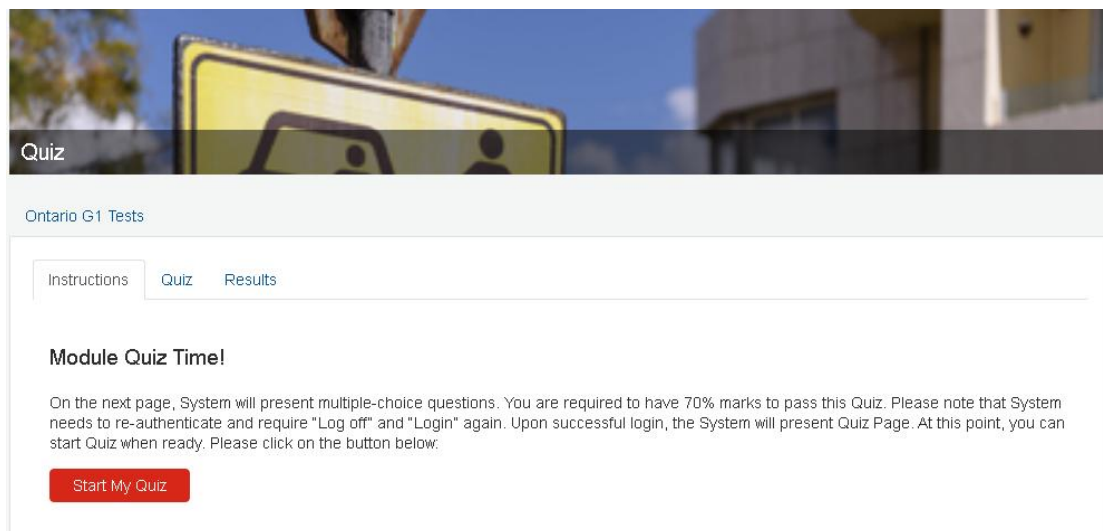 Quiz
Ontario G1 Tests
Instructions Quiz Results
Module Quiz Time!
On the next page, System will present multiple-choice questions. You are required to have 70% marks to pass this Quiz. Please note that System
needs to re-authenticate and require "Log off" and "Login" again. Upon successful login, the System will present Quiz Page. At this point, you can
start Quiz when ready. Please click on the button below:
Start My Quiz